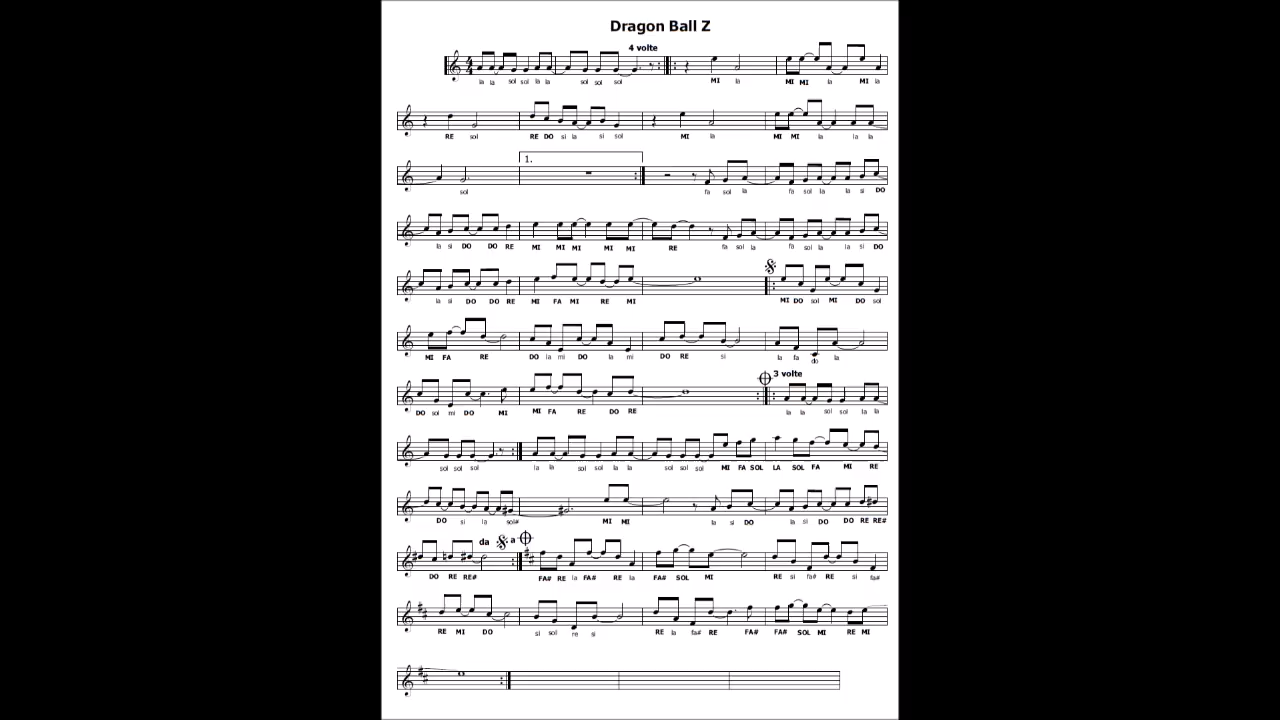 Dragon Ball Z
4 volte
la la sol sol la la sol sol sol MI la MI MI la MI la
RE sol RE DO si la si sol MI la MI MI la la la
1.
sol fa sol la fa sol la la si DO
la si DO DO RE MI MI MI MI MI RE fa sol la fa sol la la si DO
la si DO DO RE MI FA MI RE MI MI DO sol MI DO sol
MI FA RE DO la mi DO la mi DO RE si la fa do la
3 volte
DO sol mi DO MI MI FA RE DO RE la la sol sol la la
sol sol sol la la sol sol la la sol sol sol MI FA SOL LA SOL FA MI RE
DO si la sol# MI MI la si DO la si DO DO RE RE#
da a
DO RE RE# FA# RE la FA# RE la FA# SOL MI RE si fa# RE si fa#
RE MI DO si sol re si RE la fa# RE FA# FA# SOL MI RE MI